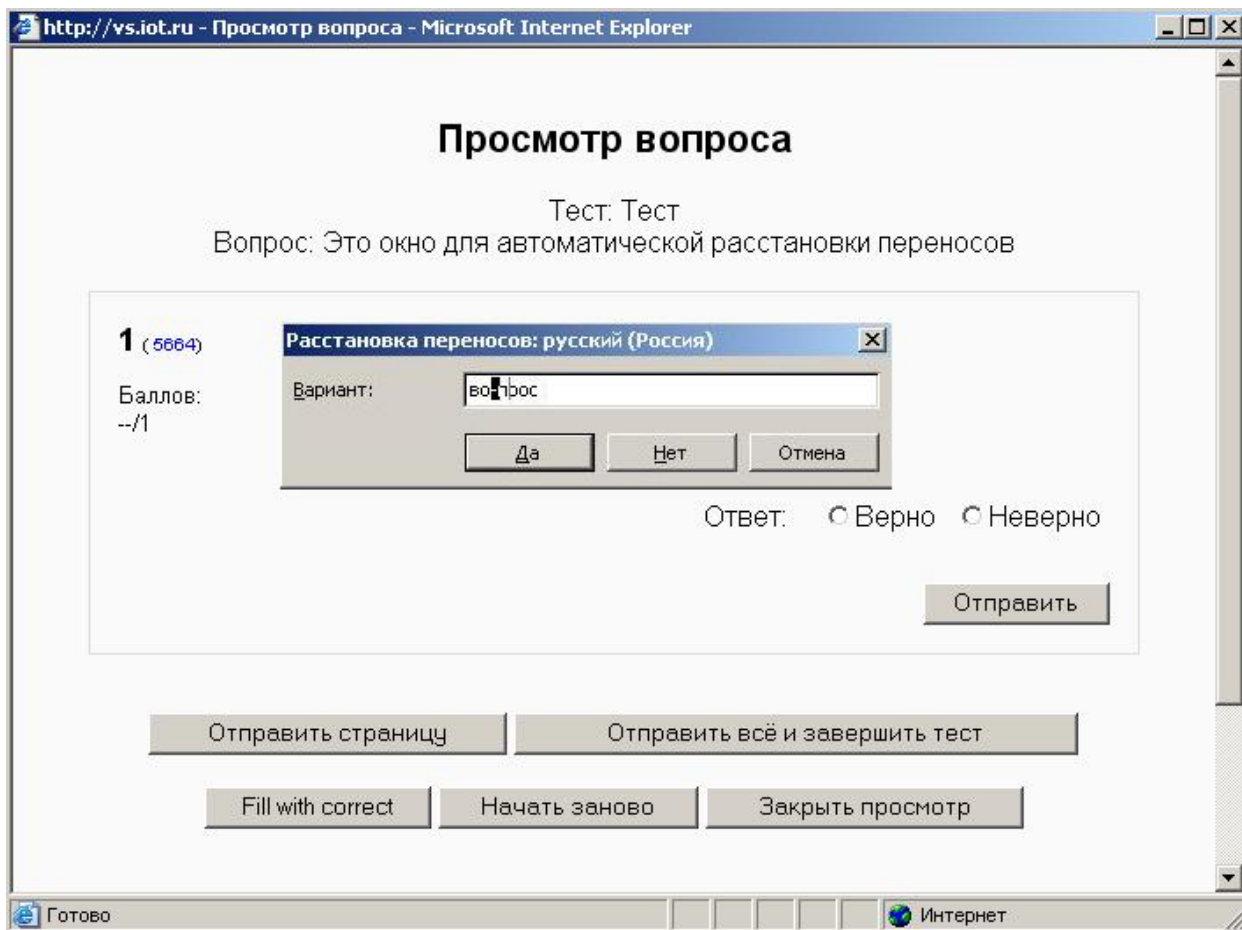 http://vs.iot.ru - Просмотр вопроса - Microsoft Internet Explorer
Просмотр вопроса
Тест: Тест
Вопрос: Это окно для автоматической расстановки переносов
1 (5664)
Баллов:
--/1
Расстановка переносов: русский (Россия)
Вариант:
во-прос
Да Нет Отмена
Ответ: Верно Неверно
Отправить
Отправить страницу Отправить всё и завершить тест
Fill with correct Начать заново Закрыть просмотр
Готово Интернет